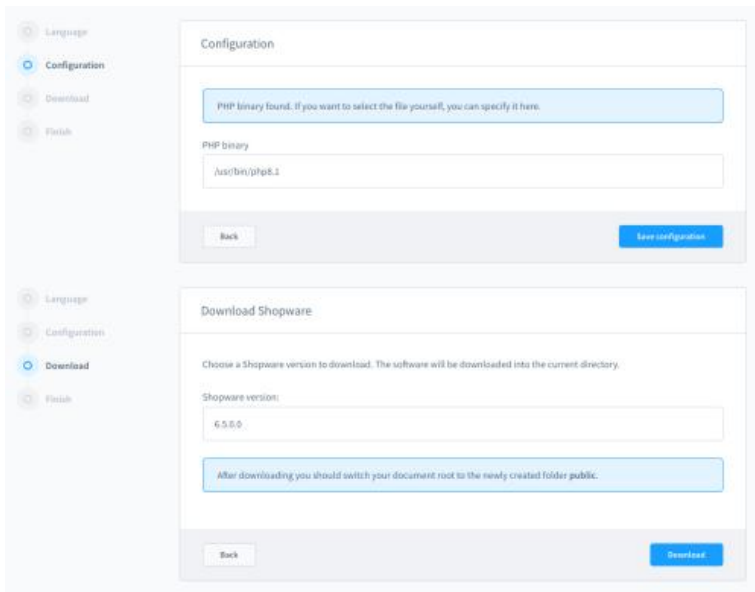 Language
Configuration
Download
Finish
Configuration
PHP binary found. If you want to select the file yourself, you can specify it here.
PHP binary
/usr/bin/php8.1
Back
Save configuration
Language
Configuration
Download
Finish
Download Shopware
Choose a Shopware version to download. The software will be downloaded into the current directory.
Shopware version:
6.5.0.0
After downloading you should switch your document root to the newly created folder public.
Back
Download